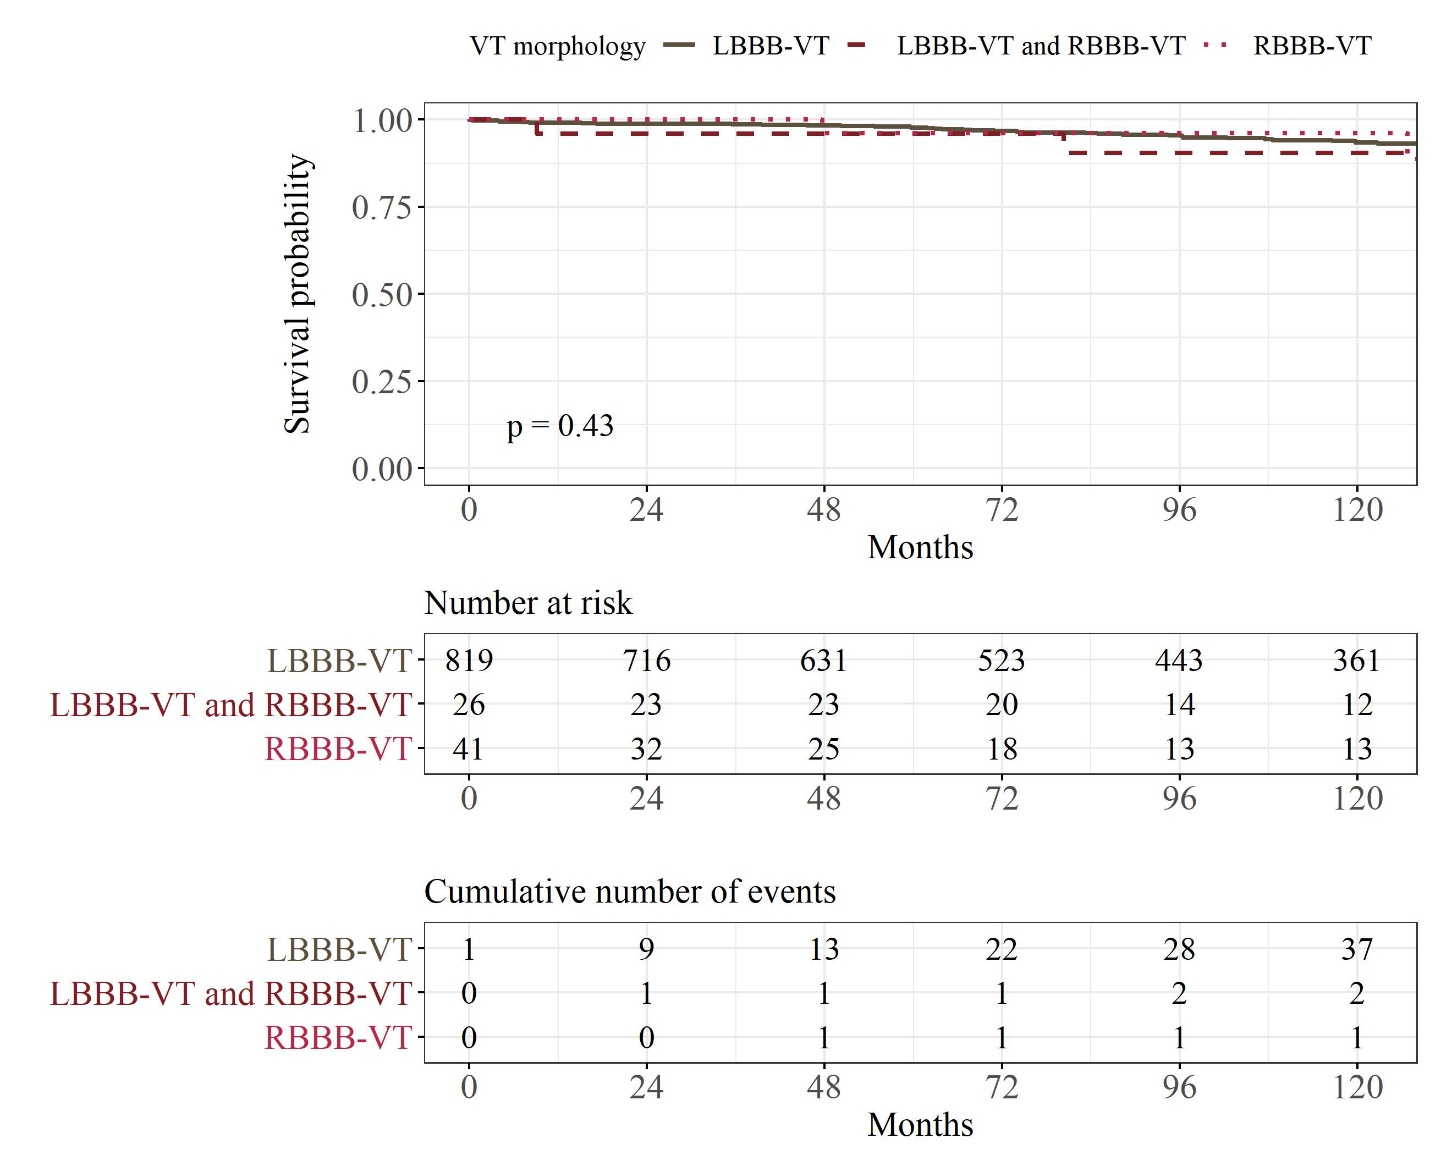 VT morphology LBBB-VT LBBB-VT and RBBB-VT RBBB-VT
1.00
0.75
0.50
0.25
0.00
Survival probability
p = 0.43
0 24 48 72 96 120
Months
Number at risk
LBBB-VT 819 716 631 523 443 361
LBBB-VT and RBBB-VT 26 23 23 20 14 12
RBBB-VT 41 32 25 18 13 13
0 24 48 72 96 120
Cumulative number of events
LBBB-VT 1 9 13 22 28 37
LBBB-VT and RBBB-VT 0 1 1 1 2 2
RBBB-VT 0 0 1 1 1 1
0 24 48 72 96 120
Months